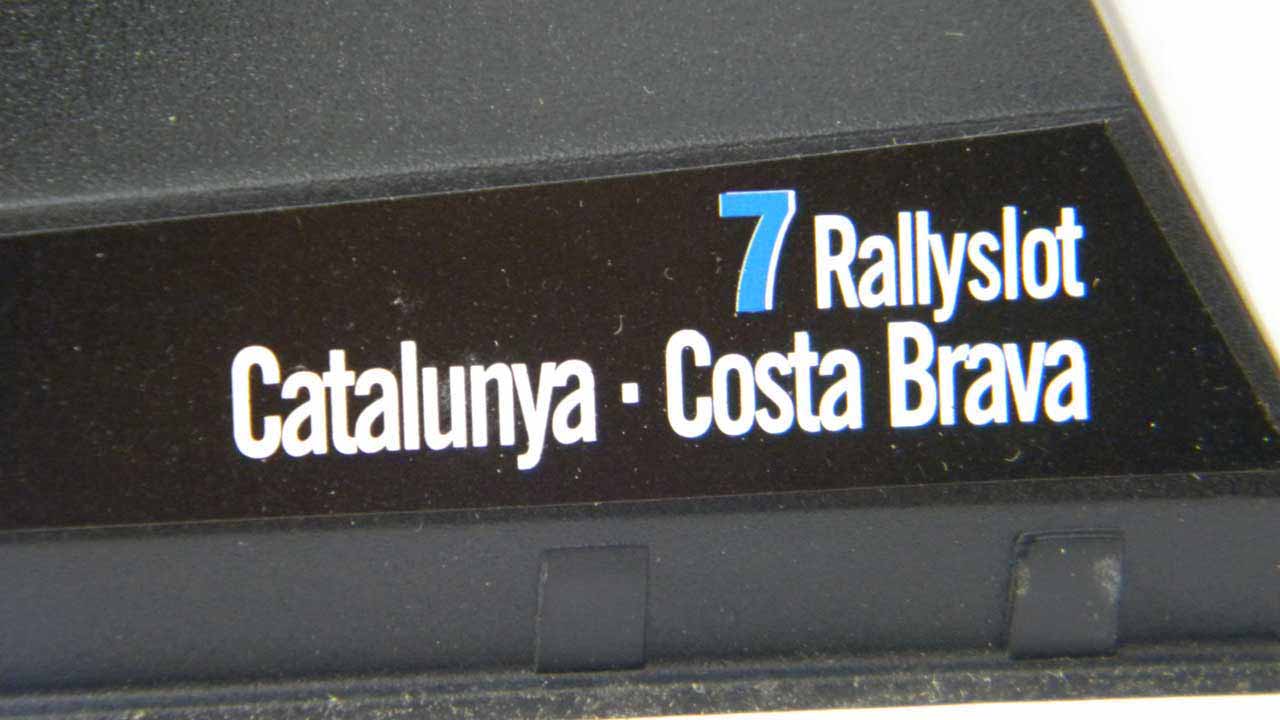 7 Rallyslot
Catalunya · Costa Brava